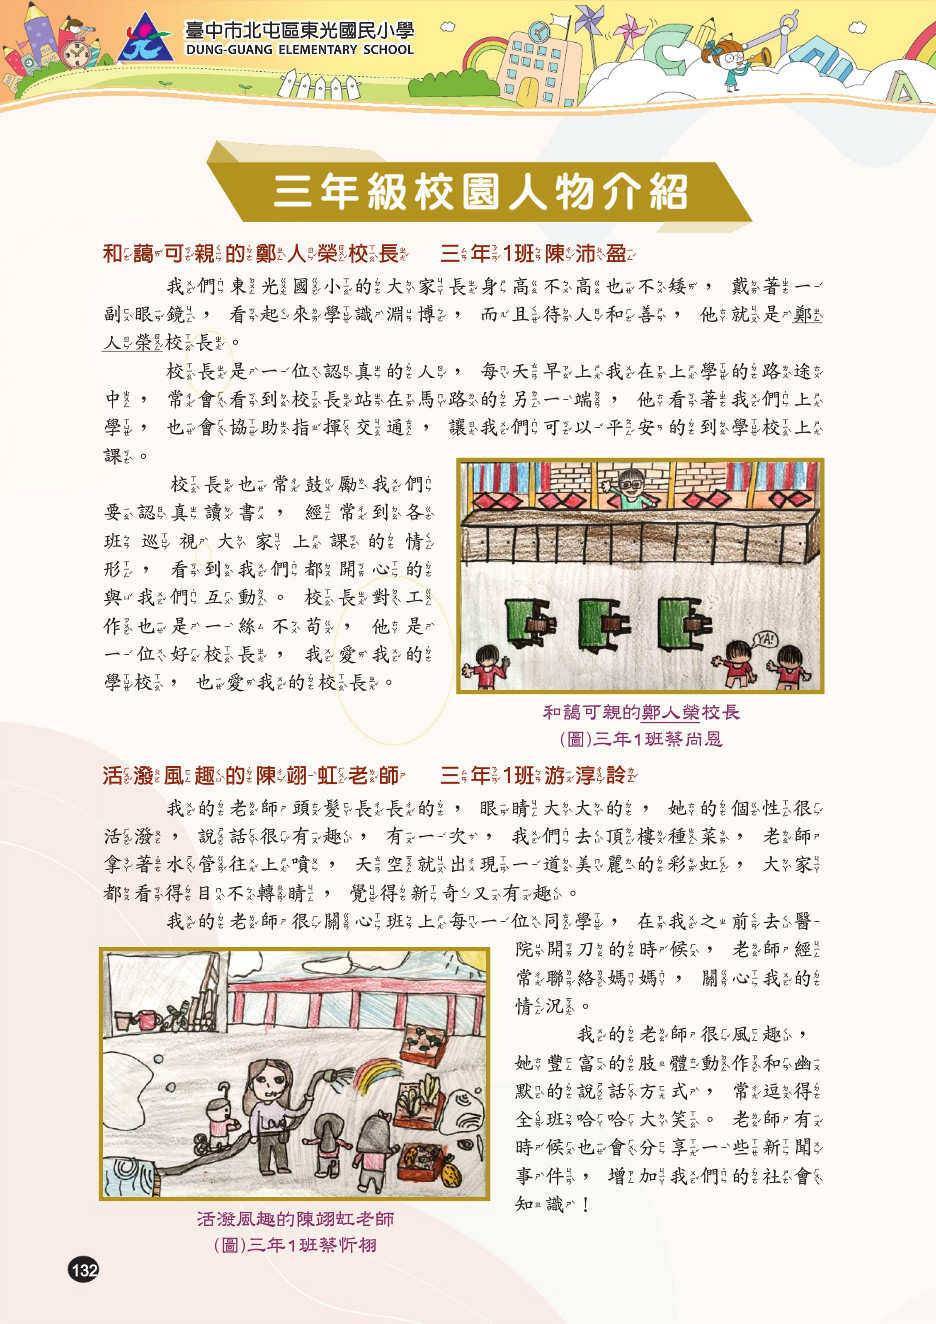 臺中市北屯區東光國民小學
DUNG-GUANG ELEMENTARY SCHOOL
三年級校園人物介紹
和藹可親的鄭人榮校長 三年1班陳沛盈
我們東光國小的大家長身高不高也不矮，戴著一
副眼鏡，看起來學識淵博，而且待人和善，他就是鄭
人榮校長。
校長是一位認真的人，每天早上我在上學的路途
中，常會看到校長站在馬路的另一端，他看著我們上
學，也會協助指揮交通，讓我們可以平安的到學校上
課。
校長也常鼓勵我們
要認真讀書，經常到各
班巡視大家上課的情
形，看到我們都開心的
與我們互動。校長對工
作也是一絲不苟，他是
一位好校長，我愛我的
學校，也愛我的校長。
YA!
和藹可親的鄭人榮校長
(圖)三年1班蔡尚恩
活潑風趣的陳翊虹老師 三年1班游淳詅
我的老師頭髮長長的，眼睛大大的，她的個性很
活潑，說話很有趣，有一次，我們去頂樓種菜，老師
拿著水管往上噴，天空就出現一道美麗的彩虹，大家
都看得目不轉睛，覺得新奇又有趣。
我的老師很關心班上每一位同學，在我之前去醫
院開刀的時候，老師經
常聯絡媽媽，關心我的
情況。
我的老師很風趣，
她豐富的肢體動作和幽
默的說話方式，常逗得
全班哈哈大笑。老師有
時候也會分享一些新聞
事件，增加我們的社會
知識！
活潑風趣的陳翊虹老師
(圖)三年1班蔡忻栩
132